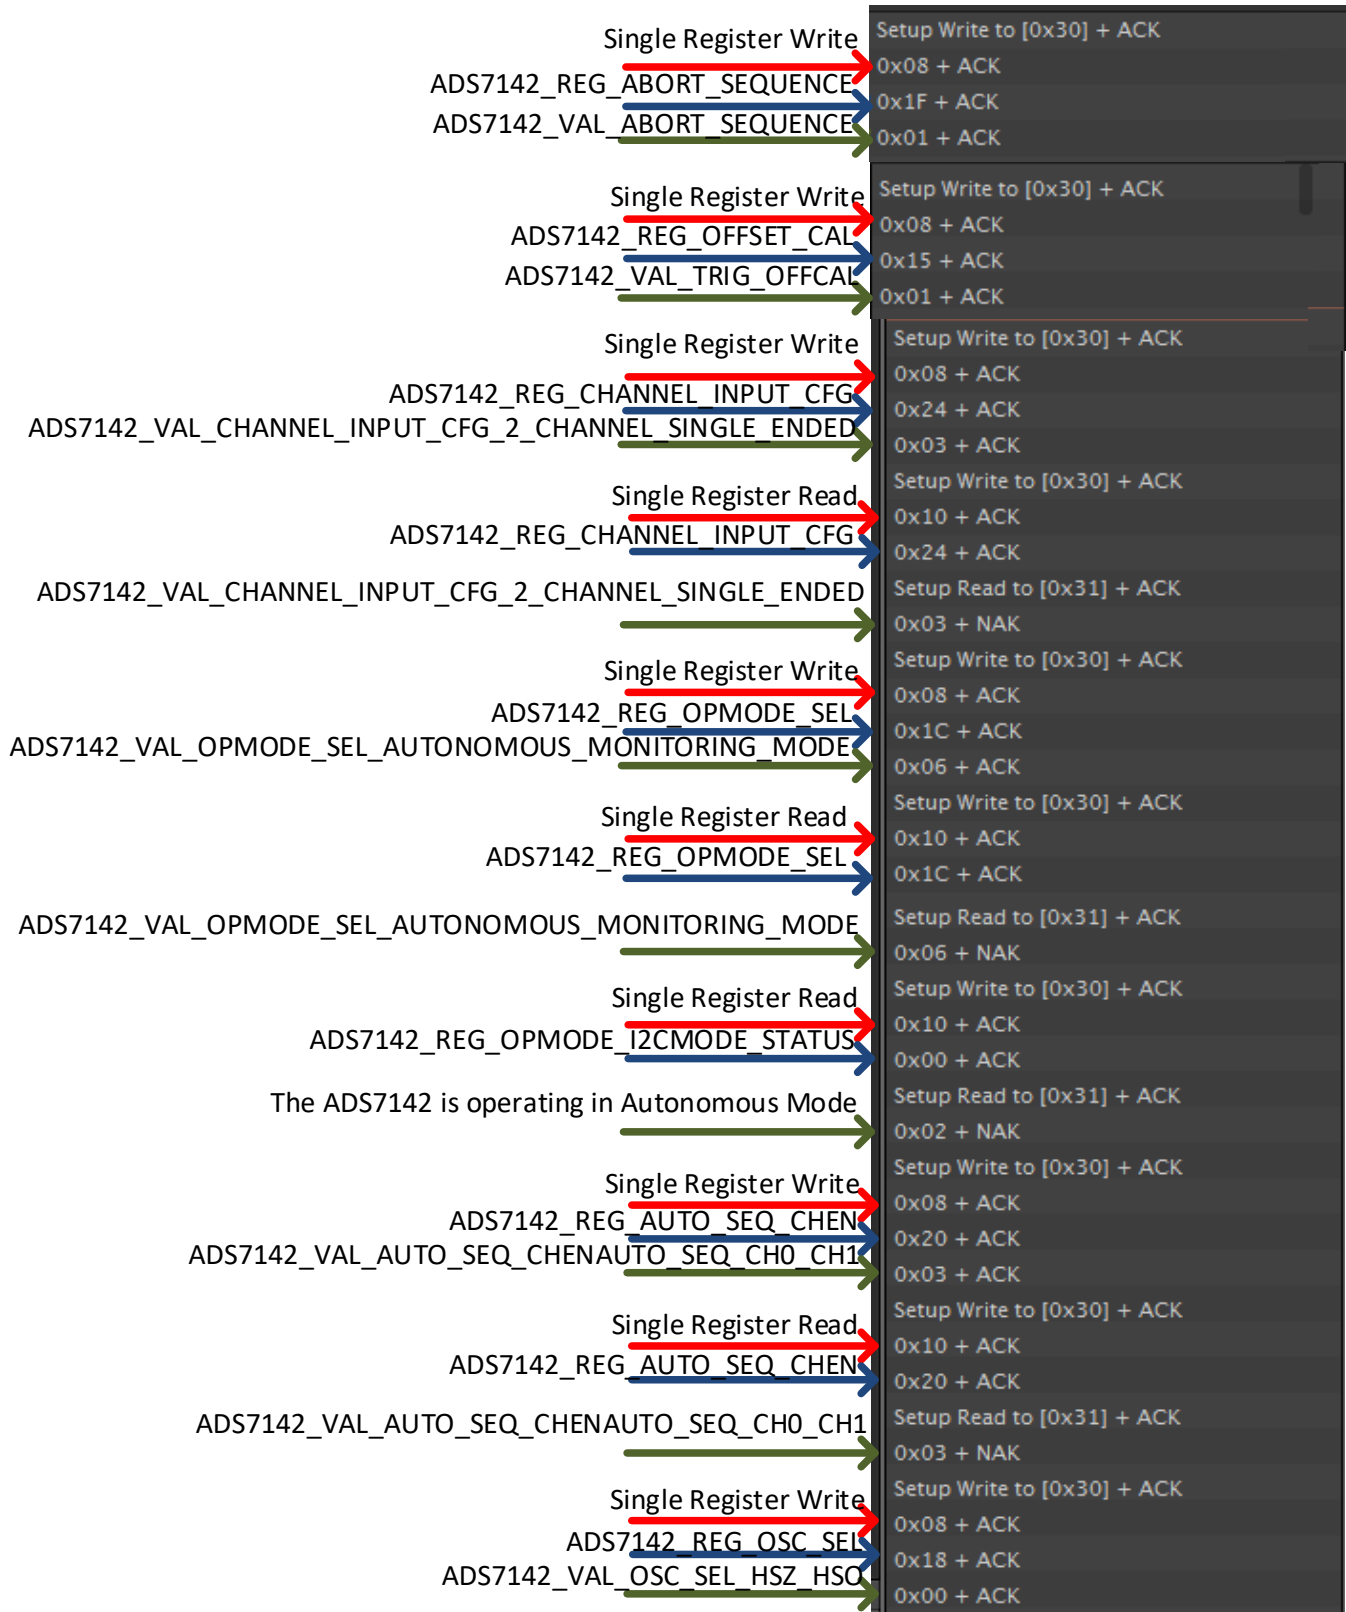 Single Register Write
Setup Write to [0x30] + ACK
0x08 + ACK
ADS7142_REG_ABORT_SEQUENCE
0x1F + ACK
ADS7142_VAL_ABORT_SEQUENCE
0x01 + ACK
Single Register Write
Setup Write to [0x30] + ACK
0x08 + ACK
ADS7142_REG_OFFSET_CAL
0x15 + ACK
ADS7142_VAL_TRIG_OFFCAL
0x01 + ACK
Single Register Write
Setup Write to [0x30] + ACK
0x08 + ACK
ADS7142_REG_CHANNEL_INPUT_CFG
0x24 + ACK
ADS7142_VAL_CHANNEL_INPUT_CFG_2_CHANNEL_SINGLE_ENDED
0x03 + ACK
Single Register Read
Setup Write to [0x30] + ACK
0x10 + ACK
ADS7142_REG_CHANNEL_INPUT_CFG
0x24 + ACK
ADS7142_VAL_CHANNEL_INPUT_CFG_2_CHANNEL_SINGLE_ENDED
Setup Read to [0x31] + ACK
0x03 + NAK
Single Register Write
Setup Write to [0x30] + ACK
0x08 + ACK
ADS7142_REG_OPMODE_SEL
0x1C + ACK
ADS7142_VAL_OPMODE_SEL_AUTONOMOUS_MONITORING_MODE
0x06 + ACK
Single Register Read
Setup Write to [0x30] + ACK
0x10 + ACK
ADS7142_REG_OPMODE_SEL
0x1C + ACK
ADS7142_VAL_OPMODE_SEL_AUTONOMOUS_MONITORING_MODE
Setup Read to [0x31] + ACK
0x06 + NAK
Single Register Read
Setup Write to [0x30] + ACK
0x10 + ACK
ADS7142_REG_OPMODE_I2CMODE_STATUS
0x00 + ACK
The ADS7142 is operating in Autonomous Mode
Setup Read to [0x31] + ACK
0x02 + NAK
Single Register Write
Setup Write to [0x30] + ACK
0x08 + ACK
ADS7142_REG_AUTO_SEQ_CHEN
0x20 + ACK
ADS7142_VAL_AUTO_SEQ_CHENAUTO_SEQ_CH0_CH1
0x03 + ACK
Single Register Read
Setup Write to [0x30] + ACK
0x10 + ACK
ADS7142_REG_AUTO_SEQ_CHEN
0x20 + ACK
ADS7142_VAL_AUTO_SEQ_CHENAUTO_SEQ_CH0_CH1
Setup Read to [0x31] + ACK
0x03 + NAK
Single Register Write
Setup Write to [0x30] + ACK
0x08 + ACK
ADS7142_REG_OSC_SEL
0x18 + ACK
ADS7142_VAL_OSC_SEL_HSZ_HSO
0x00 + ACK